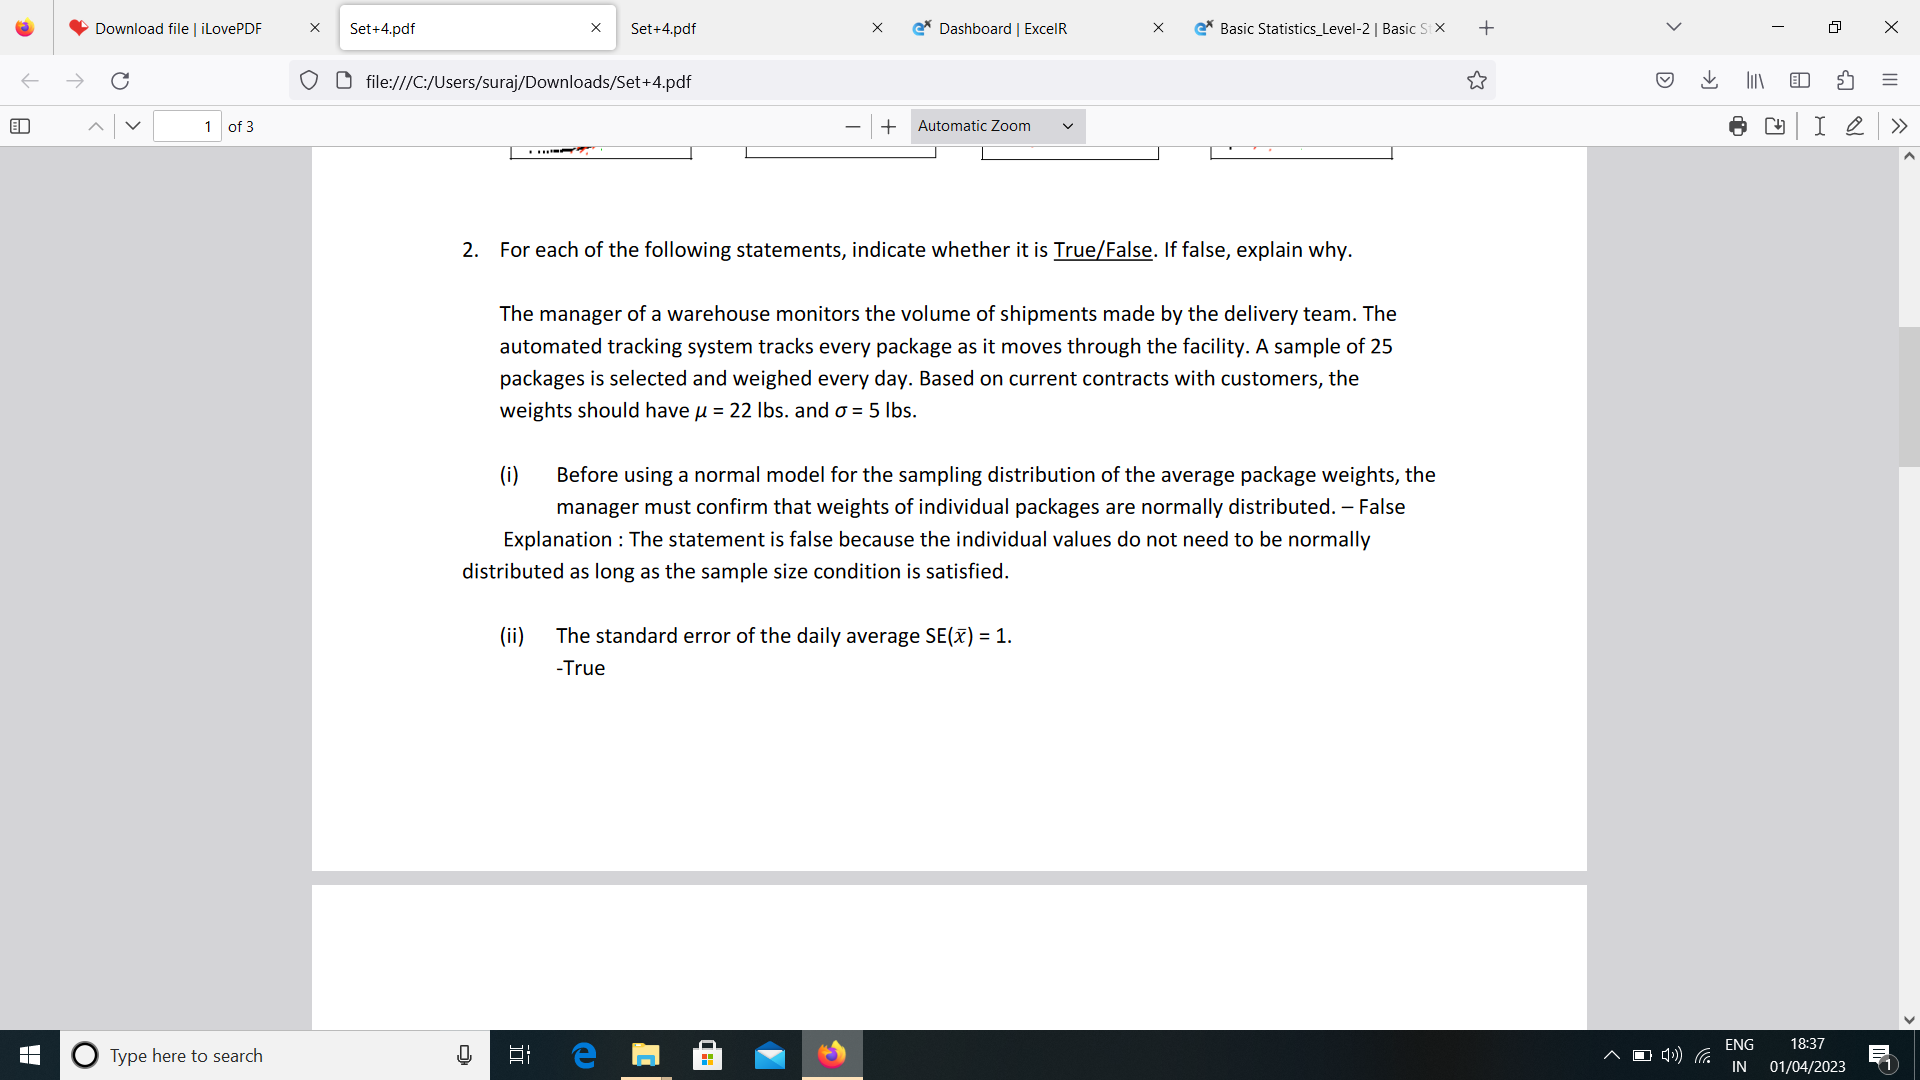 Download file | iLovePDF
Set+4.pdf
Set+4.pdf
Dashboard | ExcelR
Basic Statistics_Level-2 | Basic S
file:///C:/Users/suraj/Downloads/Set+4.pdf
1 of 3
Automatic Zoom
2. For each of the following statements, indicate whether it is True/False. If false, explain why.
The manager of a warehouse monitors the volume of shipments made by the delivery team. The
automated tracking system tracks every package as it moves through the facility. A sample of 25
packages is selected and weighed every day. Based on current contracts with customers, the
weights should have μ = 22 lbs. and σ = 5 lbs.
(i) Before using a normal model for the sampling distribution of the average package weights, the
manager must confirm that weights of individual packages are normally distributed. – False
Explanation : The statement is false because the individual values do not need to be normally
distributed as long as the sample size condition is satisfied.
(ii) The standard error of the daily average SE(x̄) = 1.
-True
Type here to search
ENG
IN
18:37
01/04/2023
1